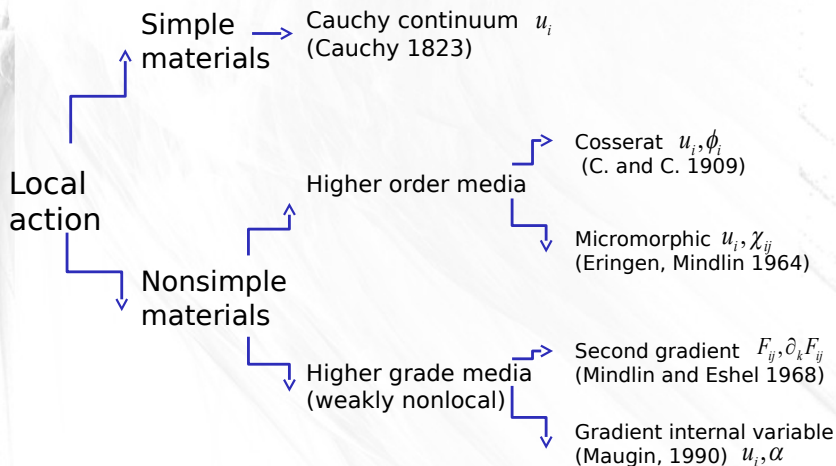 Simple
materials
Cauchy continuum u_i
(Cauchy 1823)
Local
action
Higher order media
Cosserat u_i, ϕ_i
(C. and C. 1909)
Micromorphic u_i, χ_ij
(Eringen, Mindlin 1964)
Nonsimple
materials
Higher grade media
(weakly nonlocal)
Second gradient F_ij, ∂_k F_ij
(Mindlin and Eshel 1968)
Gradient internal variable
(Maugin, 1990) u_i, α